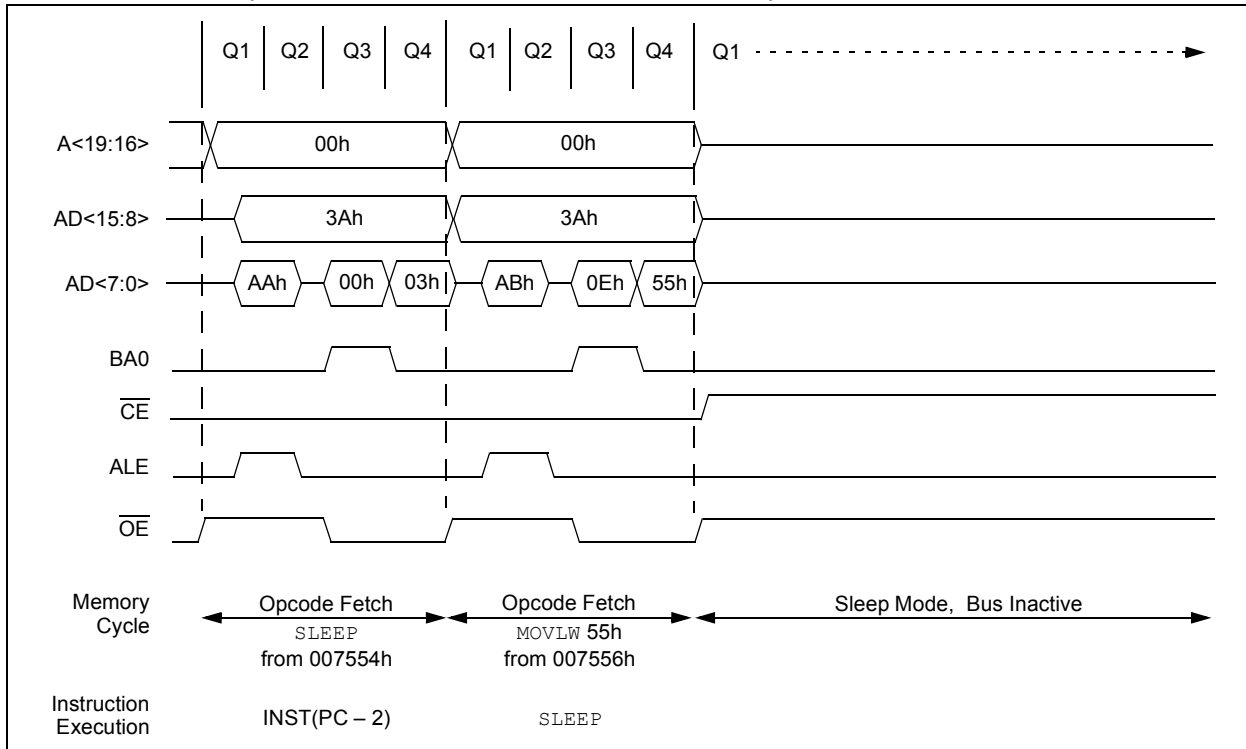 Q1 Q2 Q3 Q4 Q1 Q2 Q3 Q4 Q1
A<19:16> 00h 00h
AD<15:8> 3Ah 3Ah
AD<7:0> AAh 00h 03h ABh 0Eh 55h
BA0
CE
ALE
OE
Memory Cycle
Opcode Fetch
SLEEP
from 007554h
Opcode Fetch
MOVLW 55h
from 007556h
Sleep Mode, Bus Inactive
Instruction Execution
INST(PC – 2)
SLEEP